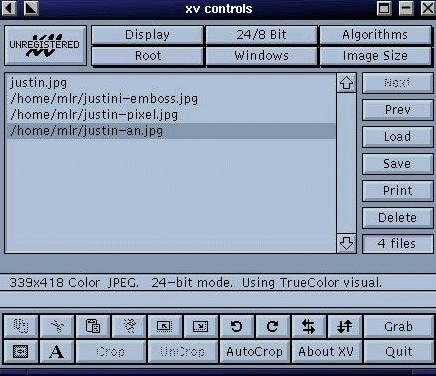 xv controls
UNREGISTERED
Display 24/8 Bit Algorithms
Root Windows Image Size
justin.jpg
/home/mlr/justini-emboss.jpg
/home/mlr/justin-pixel.jpg
/home/mlr/justin-an.jpg
Next
Prev
Load
Save
Print
Delete
4 files
339x418 Color JPEG. 24-bit mode. Using TrueColor visual.
Grab
A Crop UnCrop AutoCrop About XV Quit